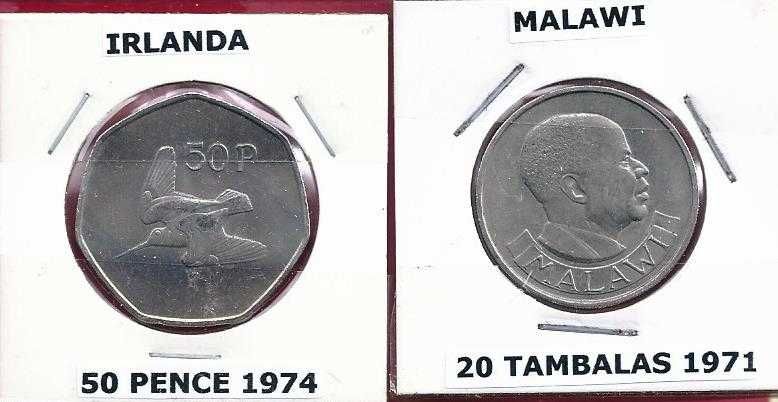 IRLANDA
50P
50 PENCE 1974
MALAWI
MALAWI
20 TAMBALAS 1971